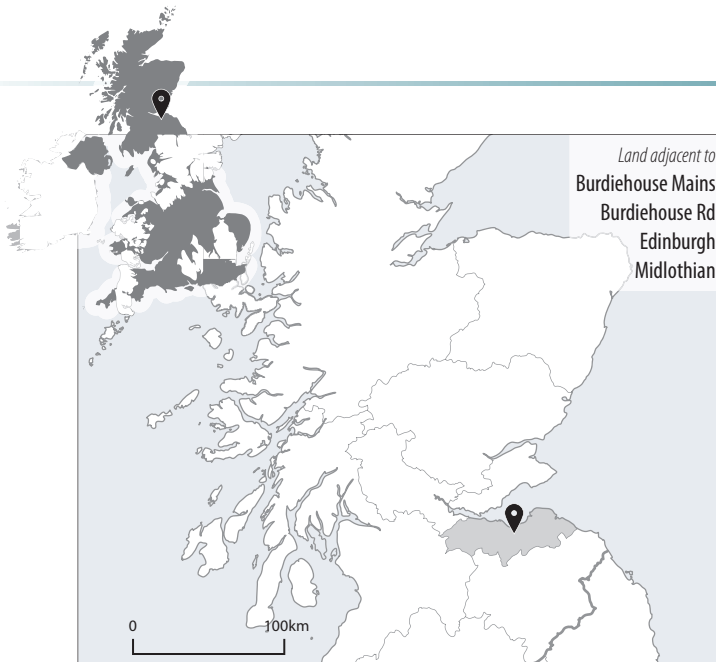 Land adjacent to
Burdiehouse Mains
Burdiehouse Rd
Edinburgh
Midlothian
0 100km